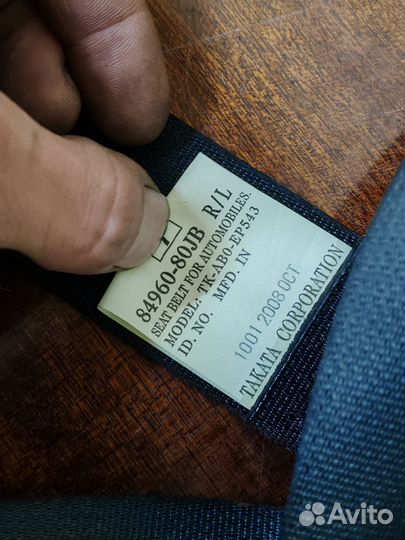 84960-80JB R/L
SEAT BELT FOR AUTOMOBILES.
MODEL: TK-AB0-EP543
ID. NO. MFD. IN
1001 2008 OCT
TAKATA CORPORATION
Avito